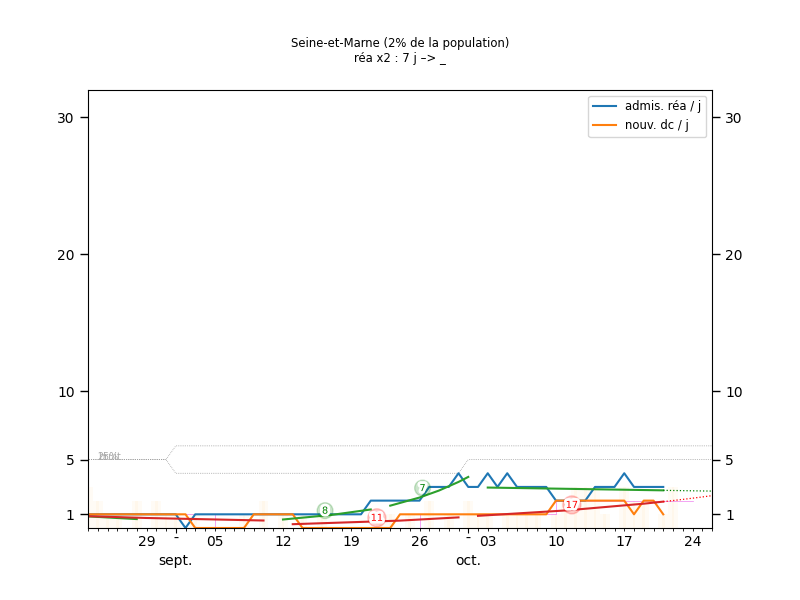 Seine-et-Marne (2% de la population)
réa x2 : 7 j –> _
admis. réa / j
nouv. dc / j
30 30
20 20
10 10
5 5
1 1
8
7
11
17
29 - 05 12 19 26 - 03 10 17 24
sept. oct.